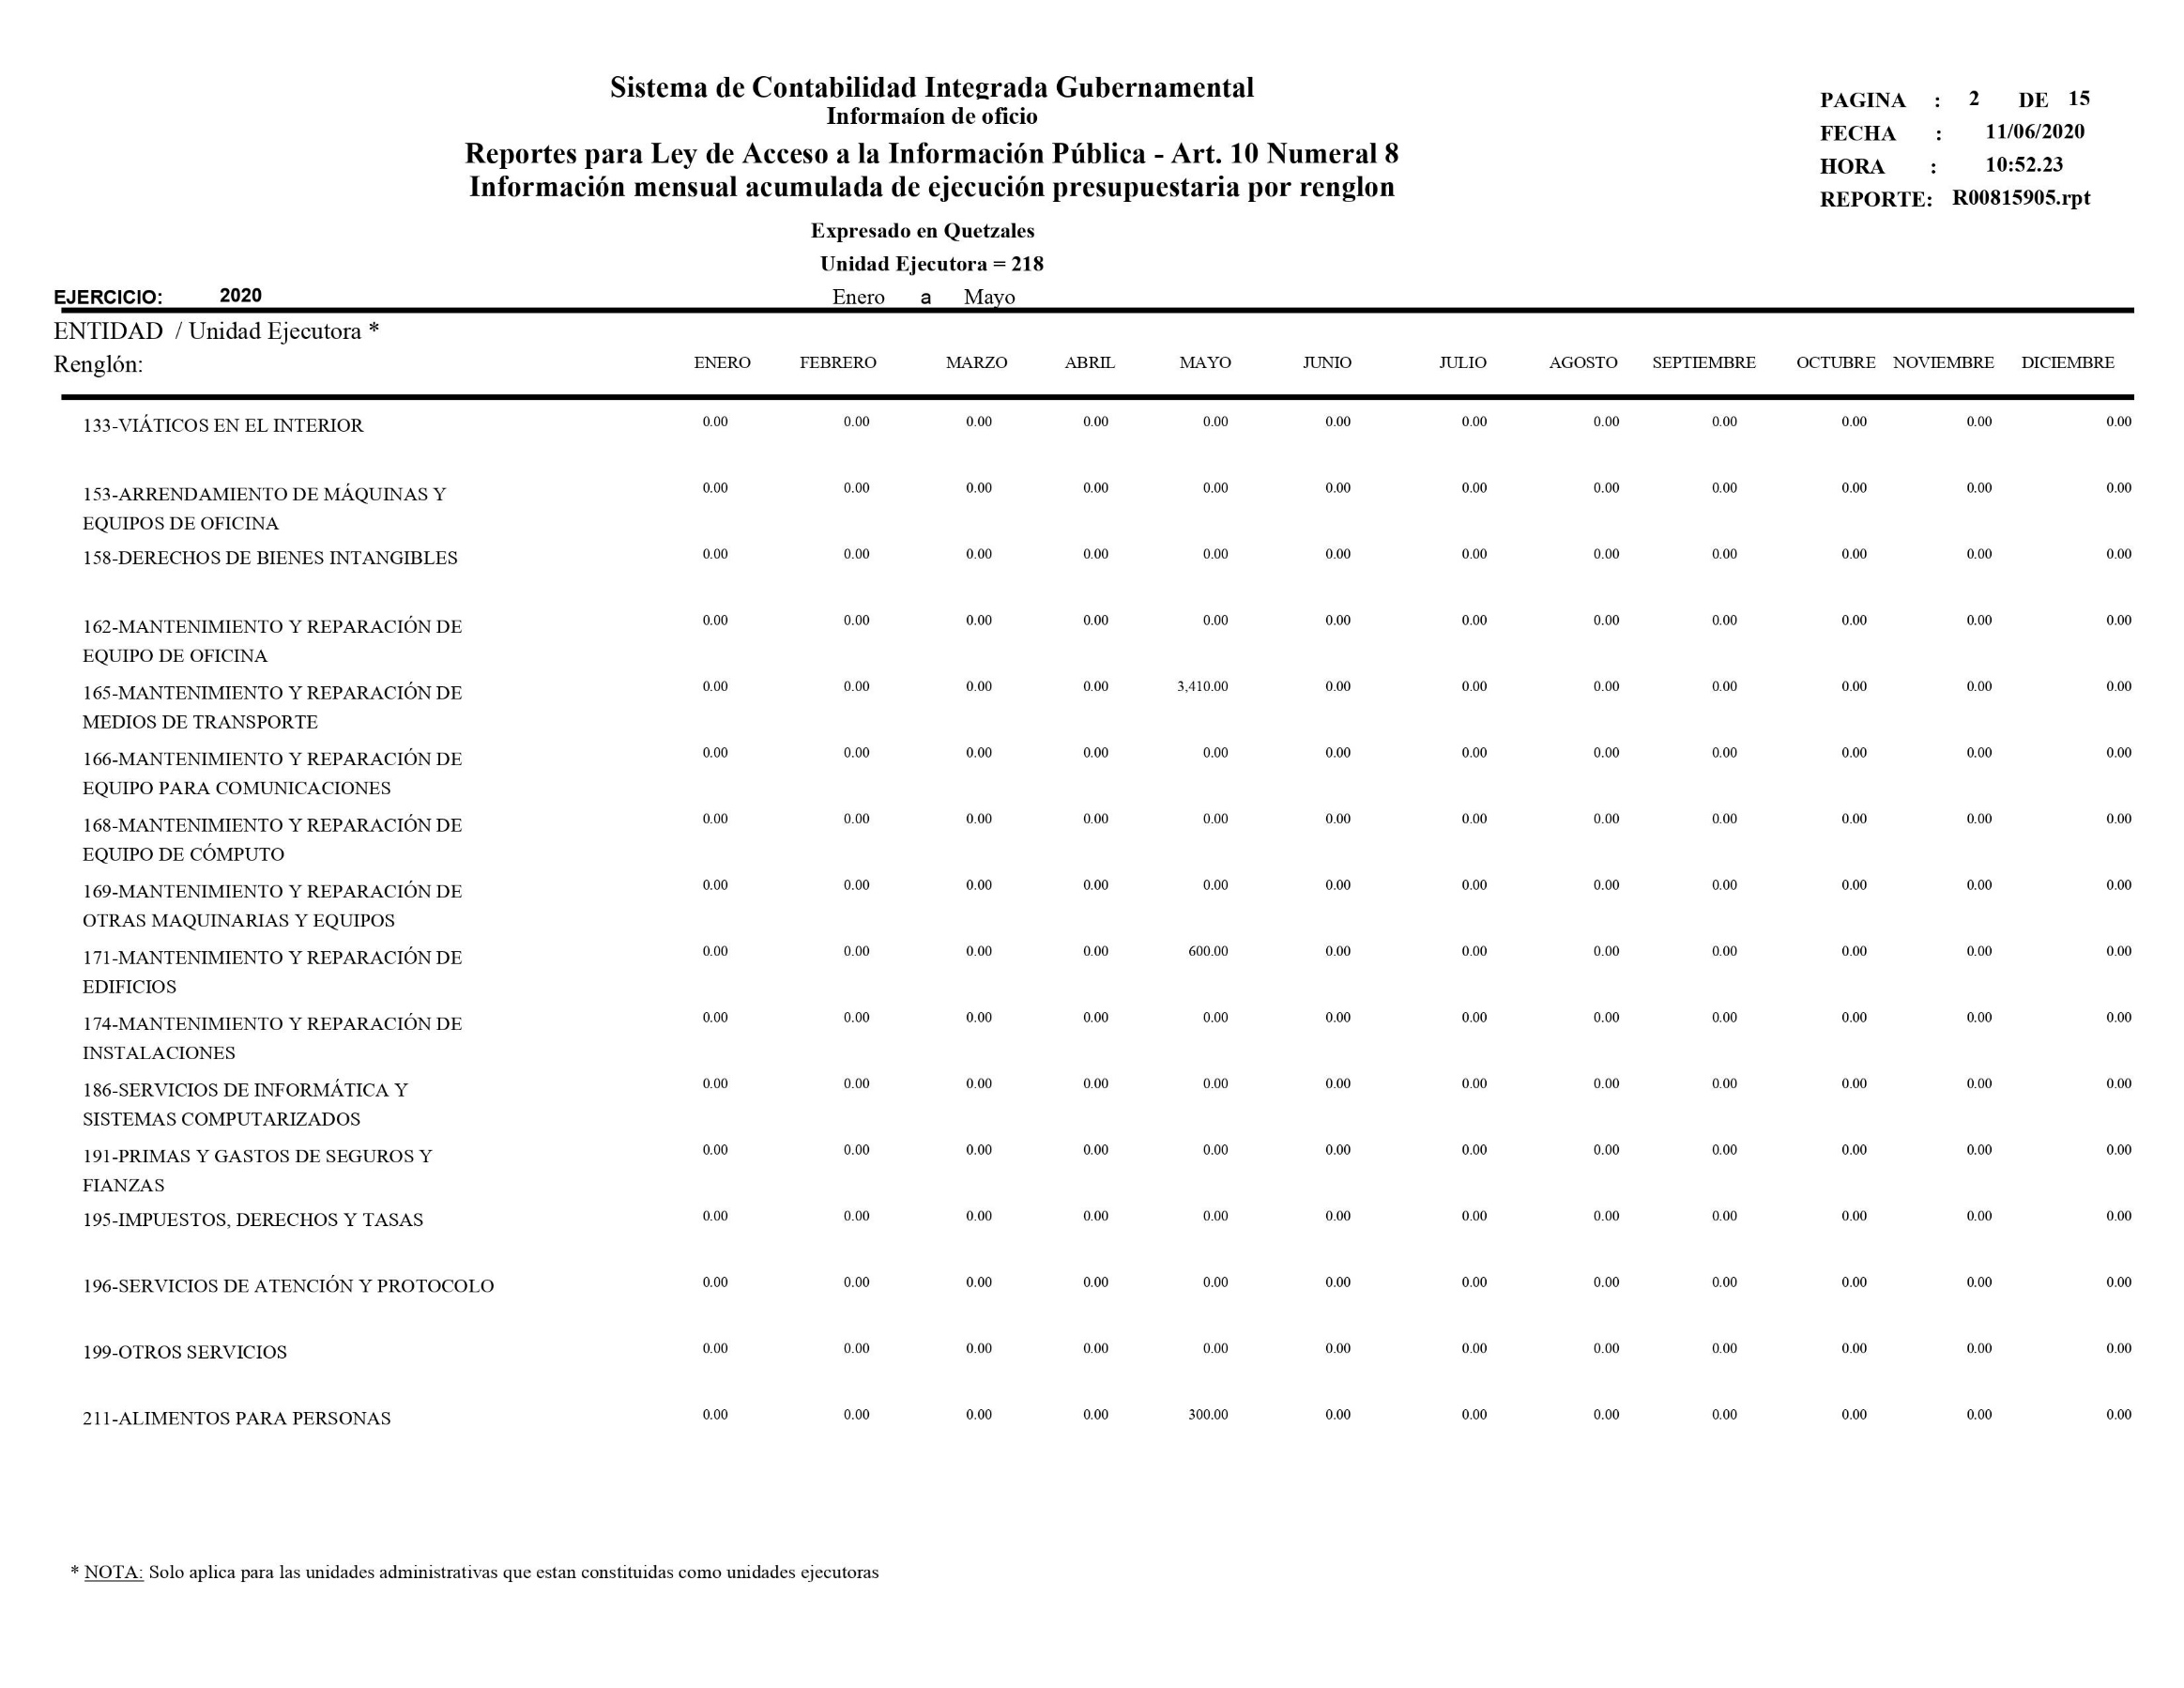 Sistema de Contabilidad Integrada Gubernamental
Informaíon de oficio
Reportes para Ley de Acceso a la Información Pública - Art. 10 Numeral 8
Información mensual acumulada de ejecución presupuestaria por renglon
PAGINA : 2 DE 15
FECHA : 11/06/2020
HORA : 10:52.23
REPORTE: R00815905.rpt
Expresado en Quetzales
Unidad Ejecutora = 218
EJERCICIO: 2020 Enero a Mayo
ENTIDAD / Unidad Ejecutora *
Renglón: ENERO FEBRERO MARZO ABRIL MAYO JUNIO JULIO AGOSTO SEPTIEMBRE OCTUBRE NOVIEMBRE DICIEMBRE
133-VIÁTICOS EN EL INTERIOR 0.00 0.00 0.00 0.00 0.00 0.00 0.00 0.00 0.00 0.00 0.00 0.00
153-ARRENDAMIENTO DE MÁQUINAS Y 0.00 0.00 0.00 0.00 0.00 0.00 0.00 0.00 0.00 0.00 0.00 0.00
EQUIPOS DE OFICINA
158-DERECHOS DE BIENES INTANGIBLES 0.00 0.00 0.00 0.00 0.00 0.00 0.00 0.00 0.00 0.00 0.00 0.00
162-MANTENIMIENTO Y REPARACIÓN DE 0.00 0.00 0.00 0.00 0.00 0.00 0.00 0.00 0.00 0.00 0.00 0.00
EQUIPO DE OFICINA
165-MANTENIMIENTO Y REPARACIÓN DE 0.00 0.00 0.00 0.00 3,410.00 0.00 0.00 0.00 0.00 0.00 0.00 0.00
MEDIOS DE TRANSPORTE
166-MANTENIMIENTO Y REPARACIÓN DE 0.00 0.00 0.00 0.00 0.00 0.00 0.00 0.00 0.00 0.00 0.00 0.00
EQUIPO PARA COMUNICACIONES
168-MANTENIMIENTO Y REPARACIÓN DE 0.00 0.00 0.00 0.00 0.00 0.00 0.00 0.00 0.00 0.00 0.00 0.00
EQUIPO DE CÓMPUTO
169-MANTENIMIENTO Y REPARACIÓN DE 0.00 0.00 0.00 0.00 0.00 0.00 0.00 0.00 0.00 0.00 0.00 0.00
OTRAS MAQUINARIAS Y EQUIPOS
171-MANTENIMIENTO Y REPARACIÓN DE 0.00 0.00 0.00 0.00 600.00 0.00 0.00 0.00 0.00 0.00 0.00 0.00
EDIFICIOS
174-MANTENIMIENTO Y REPARACIÓN DE 0.00 0.00 0.00 0.00 0.00 0.00 0.00 0.00 0.00 0.00 0.00 0.00
INSTALACIONES
186-SERVICIOS DE INFORMÁTICA Y 0.00 0.00 0.00 0.00 0.00 0.00 0.00 0.00 0.00 0.00 0.00 0.00
SISTEMAS COMPUTARIZADOS
191-PRIMAS Y GASTOS DE SEGUROS Y 0.00 0.00 0.00 0.00 0.00 0.00 0.00 0.00 0.00 0.00 0.00 0.00
FIANZAS
195-IMPUESTOS, DERECHOS Y TASAS 0.00 0.00 0.00 0.00 0.00 0.00 0.00 0.00 0.00 0.00 0.00 0.00
196-SERVICIOS DE ATENCIÓN Y PROTOCOLO 0.00 0.00 0.00 0.00 0.00 0.00 0.00 0.00 0.00 0.00 0.00 0.00
199-OTROS SERVICIOS 0.00 0.00 0.00 0.00 0.00 0.00 0.00 0.00 0.00 0.00 0.00 0.00
211-ALIMENTOS PARA PERSONAS 0.00 0.00 0.00 0.00 300.00 0.00 0.00 0.00 0.00 0.00 0.00 0.00
* NOTA: Solo aplica para las unidades administrativas que estan constituidas como unidades ejecutoras